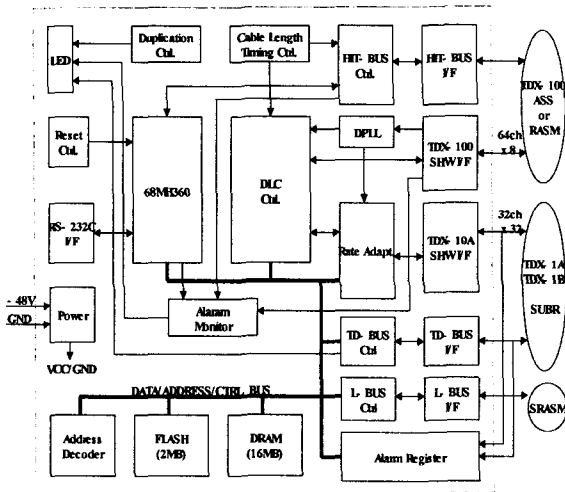 LED
Duplication
Ctrl.
Cable Length
Timing Ctrl.
HIT- BUS
Ctrl.
HIT- BUS
I/F
TDX- 100
ASS
or
RASM
Reset
Ctrl.
68MH360
DLC
Ctrl.
DPLL
TDX- 100
SHW I/F
64ch
x 8
RS- 232C
I/F
Rate Adapt
TDX- 10A
SHW I/F
32ch
x 32
TDX- 1A
TDX- 1B
SUBR
- 48V
GND
Power
VCC/GND
Alaram
Monitor
TD- BUS
Ctrl
TD- BUS
I/F
DATA/ADDRESS/CTRL BUS
L- BUS
Ctrl
L- BUS
I/F
SRASM
Address
Decoder
FLASH
(2MB)
DRAM
(16MB)
Alarm Register